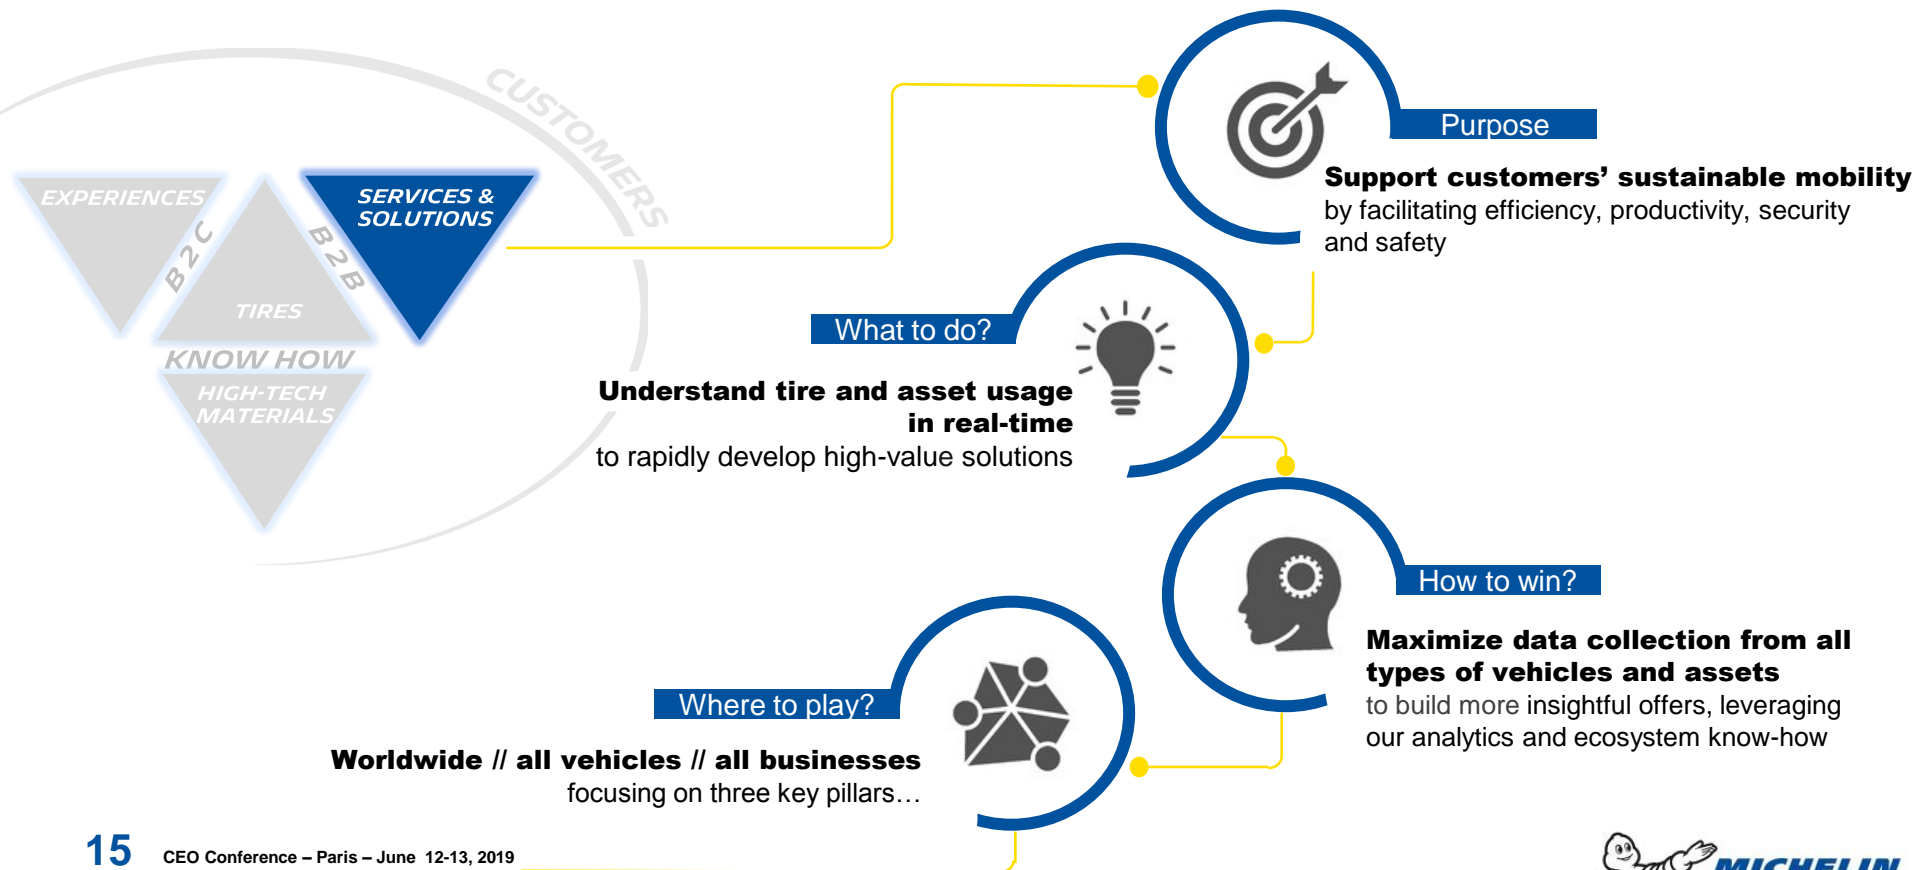 CUSTOMERS
EXPERIENCES
B2C
TIRES
B2B
SERVICES &
SOLUTIONS
KNOW HOW
HIGH-TECH
MATERIALS
Purpose
Support customers’ sustainable mobility
by facilitating efficiency, productivity, security
and safety
What to do?
Understand tire and asset usage
in real-time
to rapidly develop high-value solutions
How to win?
Maximize data collection from all
types of vehicles and assets
to build more insightful offers, leveraging
our analytics and ecosystem know-how
Where to play?
Worldwide // all vehicles // all businesses
focusing on three key pillars…
15
CEO Conference – Paris – June 12-13, 2019
MICHELIN